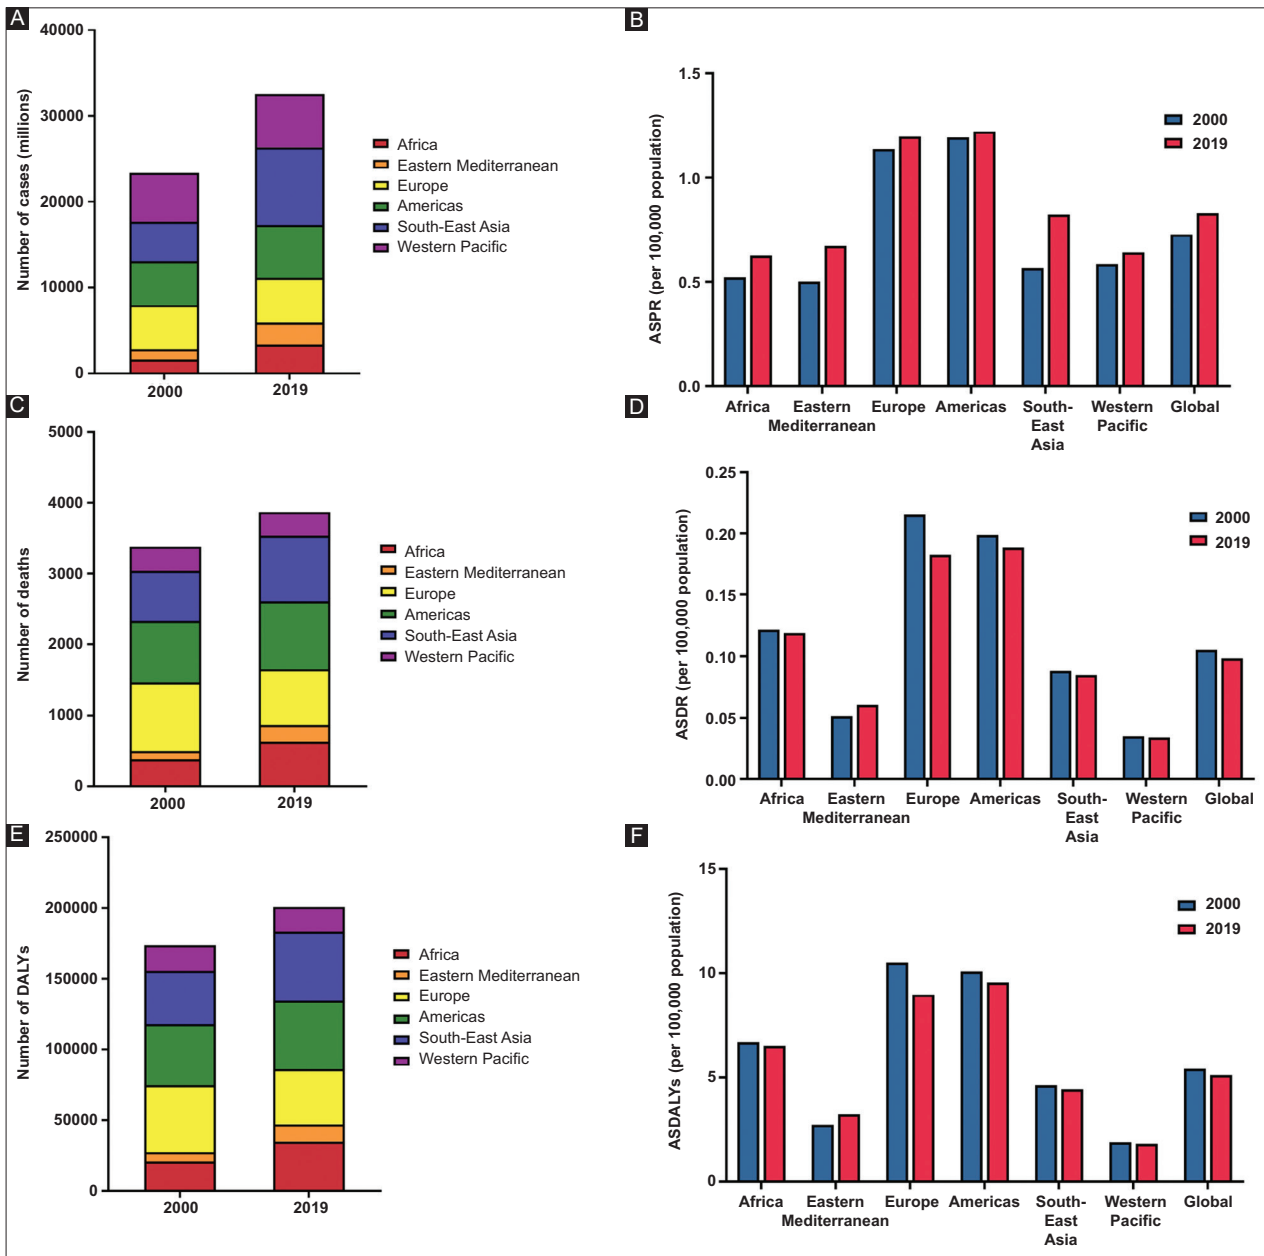 A
Number of cases (millions)
40000
30000
20000
10000
0
2000
2019
Africa
Eastern Mediterranean
Europe
Americas
South-East Asia
Western Pacific
B
ASPR (per 100,000 population)
1.5
1.0
0.5
0.0
2000
2019
Africa
Eastern
Mediterranean
Europe
Americas
South-
East
Asia
Western
Pacific
Global
C
Number of deaths
5000
4000
3000
2000
1000
0
2000
2019
Africa
Eastern Mediterranean
Europe
Americas
South-East Asia
Western Pacific
D
ASDR (per 100,000 population)
0.25
0.20
0.15
0.10
0.05
0.00
2000
2019
Africa
Eastern
Mediterranean
Europe
Americas
South-
East
Asia
Western
Pacific
Global
E
Number of DALYs
250000
200000
150000
100000
50000
0
2000
2019
Africa
Eastern Mediterranean
Europe
Americas
South-East Asia
Western Pacific
F
ASDALYs (per 100,000 population)
15
10
5
0
2000
2019
Africa
Eastern
Mediterranean
Europe
Americas
South-
East
Asia
Western
Pacific
Global